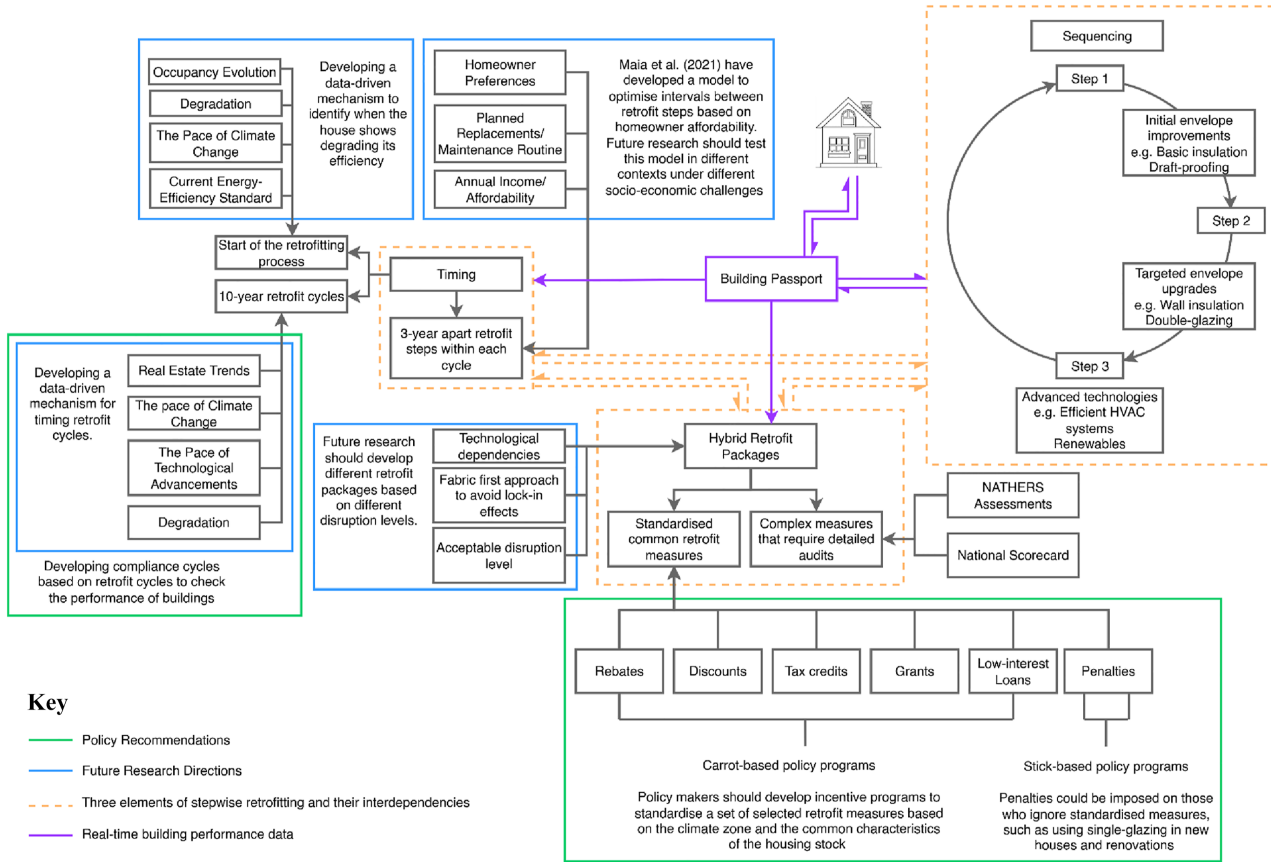 Occupancy Evolution
Degradation
The Pace of Climate
Change
Current Energy-
Efficiency Standard
Developing a
data-driven
mechanism to
identify when the
house shows
degrading its
efficiency
Homeowner
Preferences
Planned
Replacements/
Maintenance Routine
Annual Income/
Affordability
Maia et al. (2021) have
developed a model to
optimise intervals between
retrofit steps based on
homeowner affordability.
Future research should test
this model in different
contexts under different
socio-economic challenges
Sequencing
Step 1
Initial envelope
improvements
e.g. Basic insulation
Draft-proofing
Step 2
Targeted envelope
upgrades
e.g. Wall insulation
Double-glazing
Step 3
Advanced technologies
e.g. Efficient HVAC
systems
Renewables
Start of the retrofitting
process
10-year retrofit cycles
Timing
3-year apart retrofit
steps within each
cycle
Building Passport
Developing
a data-driven
mechanism for
timing retrofit
cycles.
Real Estate Trends
The pace of Climate
Change
The Pace of
Technological
Advancements
Degradation
Developing compliance cycles
based on retrofit cycles to check
the performance of buildings
Future research
should develop
different retrofit
packages based
on different
disruption levels.
Technological
dependencies
Fabric first approach
to avoid lock-in
effects
Acceptable disruption
level
Hybrid Retrofit
Packages
Standardised
common retrofit
measures
Complex measures
that require detailed
audits
NATHERS
Assessments
National Scorecard
Rebates
Discounts
Tax credits
Grants
Low-interest
Loans
Penalties
Carrot-based policy programs
Policy makers should develop incentive programs to
standardise a set of selected retrofit measures based
on the climate zone and the common characteristics
of the housing stock
Stick-based policy programs
Penalties could be imposed on those
who ignore standardised measures,
such as using single-glazing in new
houses and renovations
Key
Policy Recommendations
Future Research Directions
Three elements of stepwise retrofitting and their interdependencies
Real-time building performance data